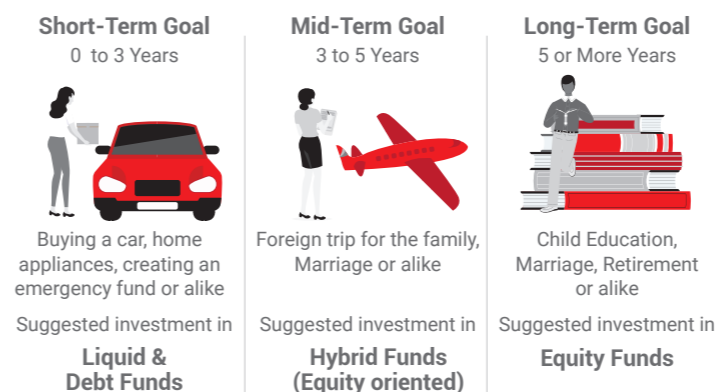 Short-Term Goal
0 to 3 Years
Buying a car, home
appliances, creating an
emergency fund or alike
Suggested investment in
Liquid &
Debt Funds
Mid-Term Goal
3 to 5 Years
Foreign trip for the family,
Marriage or alike
Suggested investment in
Hybrid Funds
(Equity oriented)
Long-Term Goal
5 or More Years
Child Education,
Marriage, Retirement
or alike
Suggested investment in
Equity Funds